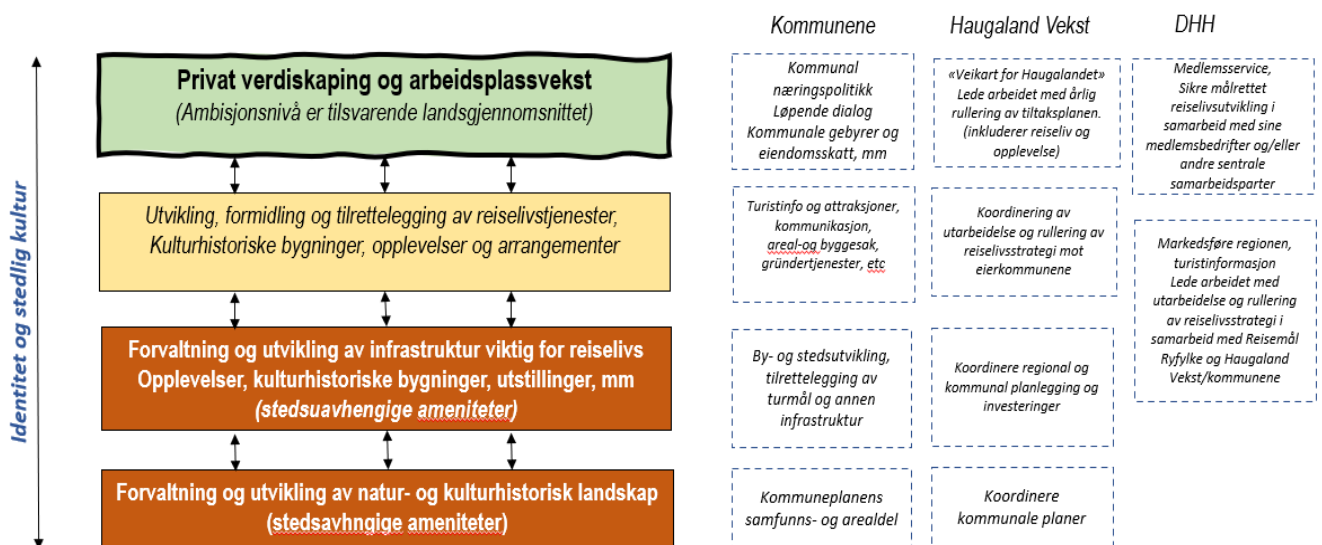 Identitet og stedlig kultur
Privat verdiskaping og arbeidsplassvekst
(Ambisjonsnivå er tilsvarende landsgjennomsnittet)
Utvikling, formidling og tilrettelegging av reiselivstjenester,
Kulturhistoriske bygninger, opplevelser og arrangementer
Forvaltning og utvikling av infrastruktur viktig for reiselivs
Opplevelser, kulturhistoriske bygninger, utstillinger, mm
(stedsuavhengige ameniteter)
Forvaltning og utvikling av natur- og kulturhistorisk landskap
(stedsavhngige ameniteter)
Kommunene
Kommunal
næringspolitikk
Løpende dialog
Kommunale gebyrer og
eiendomsskatt, mm
Turistinfo og attraksjoner,
kommunikasjon,
areal-og byggesak,
gründertjenester, etc
By- og stedsutvikling,
tilrettelegging av
turmål og annen
infrastruktur
Kommuneplanens
samfunns- og arealdel
Haugaland Vekst
«Veikart for Haugalandet»
Lede arbeidet med årlig
rullering av tiltaksplanen.
(inkluderer reiseliv og
opplevelse)
Koordinering av
utarbeidelse og rullering av
reiselivsstrategi mot
eierkommunene
Koordinere regional og
kommunal planlegging og
investeringer
Koordinere
kommunale planer
DHH
Medlemsservice,
Sikre målrettet
reiselivsutvikling i
samarbeid med sine
medlemsbedrifter og/eller
andre sentrale
samarbeidsparter
Markedsføre regionen,
turistinformasjon
Lede arbeidet med
utarbeidelse og rullering
av reiselivsstrategi i
samarbeid med Reisemål
Ryfylke og Haugaland
Vekst/kommunene